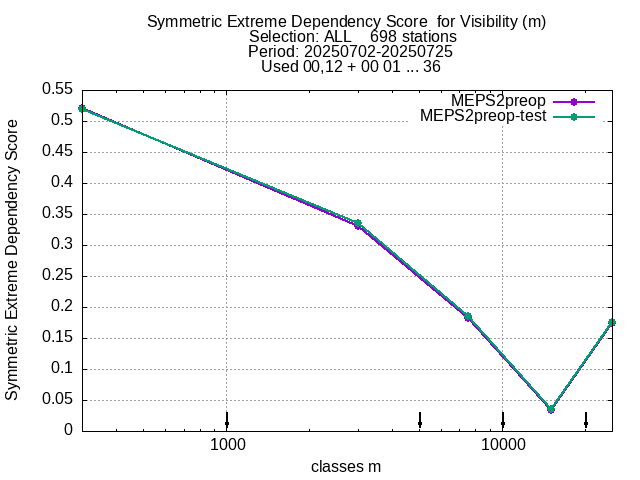 Symmetric Extreme Dependency Score  for Visibility (m)
Selection: ALL    698 stations
Period: 20250702-20250725
Used 00,12 + 00 01 ... 36
MEPS2preop
MEPS2preop-test
Symmetric Extreme Dependency Score
0.55
0.5
0.45
0.4
0.35
0.3
0.25
0.2
0.15
0.1
0.05
0
1000
10000
classes m